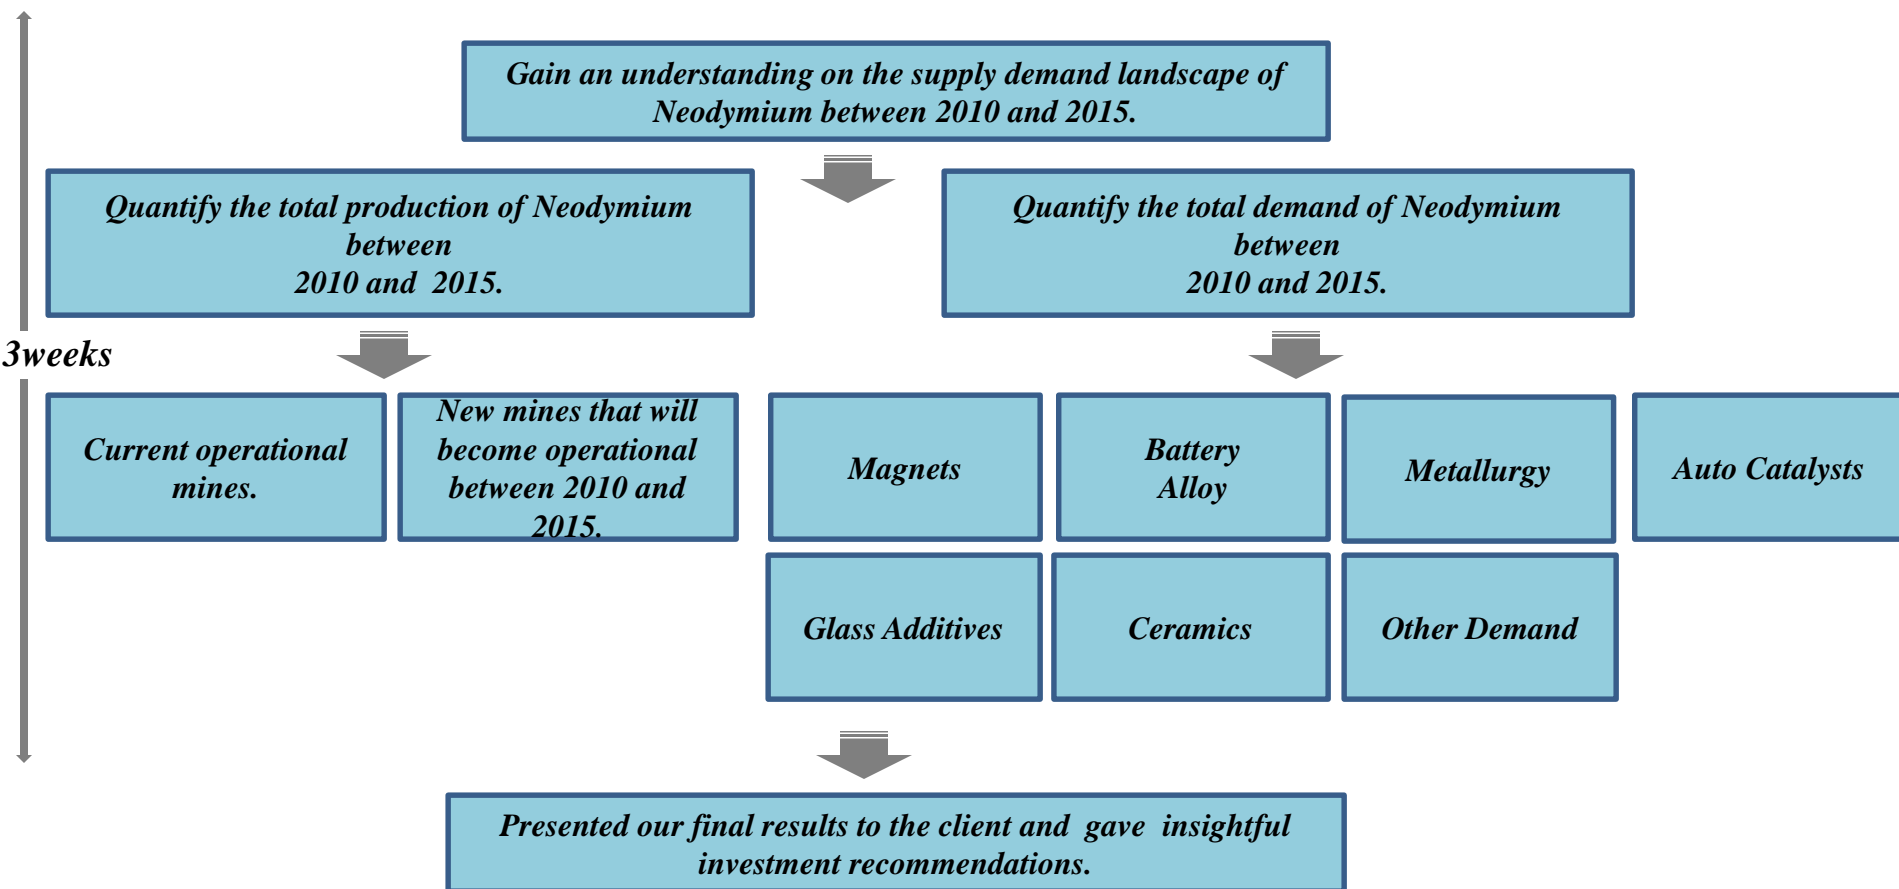 Gain an understanding on the supply demand landscape of
Neodymium between 2010 and 2015.
Quantify the total production of Neodymium
between
2010 and  2015.
Quantify the total demand of Neodymium
between
2010 and 2015.
3weeks
Current operational
mines.
New mines that will
become operational
between 2010 and
2015.
Magnets
Battery
Alloy
Metallurgy
Auto Catalysts
Glass Additives
Ceramics
Other Demand
Presented our final results to the client and  gave  insightful
investment recommendations.